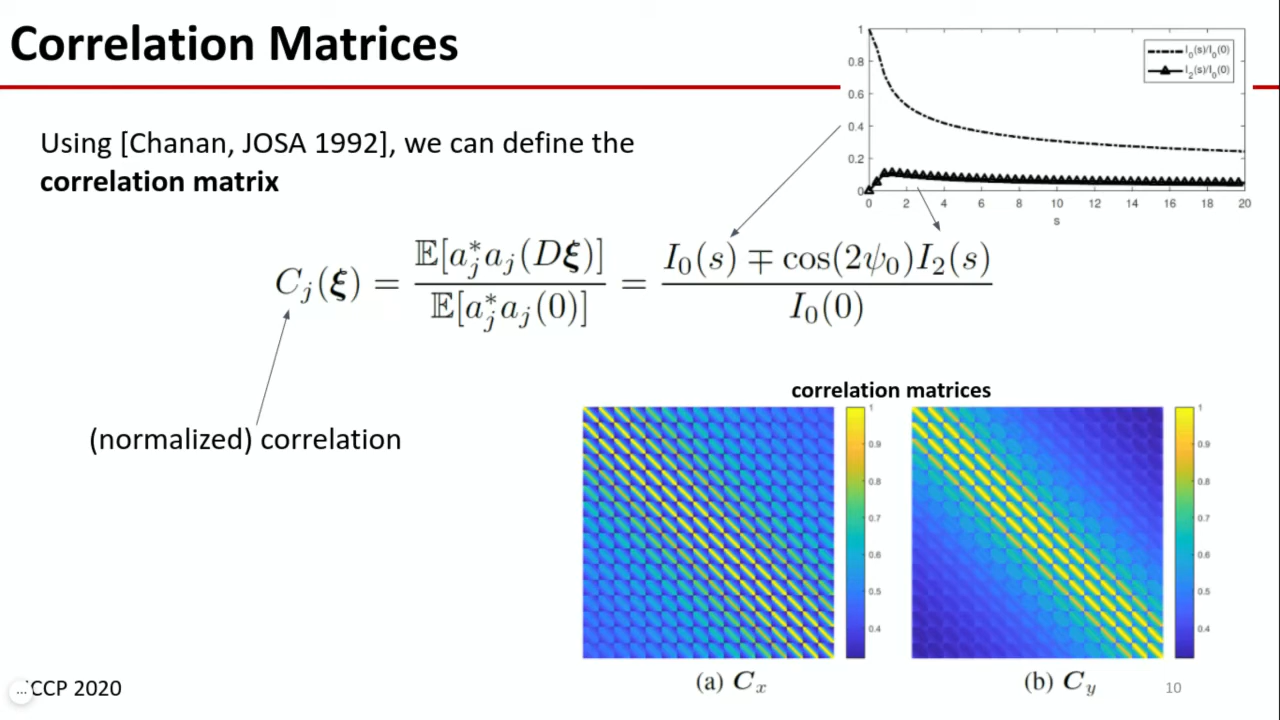 Correlation Matrices
1
0.8
0.6
0.4
0.2
0
0 2 4 6 8 10 12 14 16 18 20
s
I_0(s)/I_0(0)
I_2(s)/I_0(0)
Using [Chanan, JOSA 1992], we can define the
correlation matrix
C_j(ξ) = 𝔼[a_j^* a_j(Dξ)] / 𝔼[a_j^* a_j(0)] = (I_0(s) ∓ cos(2ψ_0)I_2(s)) / I_0(0)
(normalized) correlation
correlation matrices
1
0.9
0.8
0.7
0.6
0.5
0.4
1
0.9
0.8
0.7
0.6
0.5
0.4
(a) C_x
(b) C_y
...
CCP 2020
10